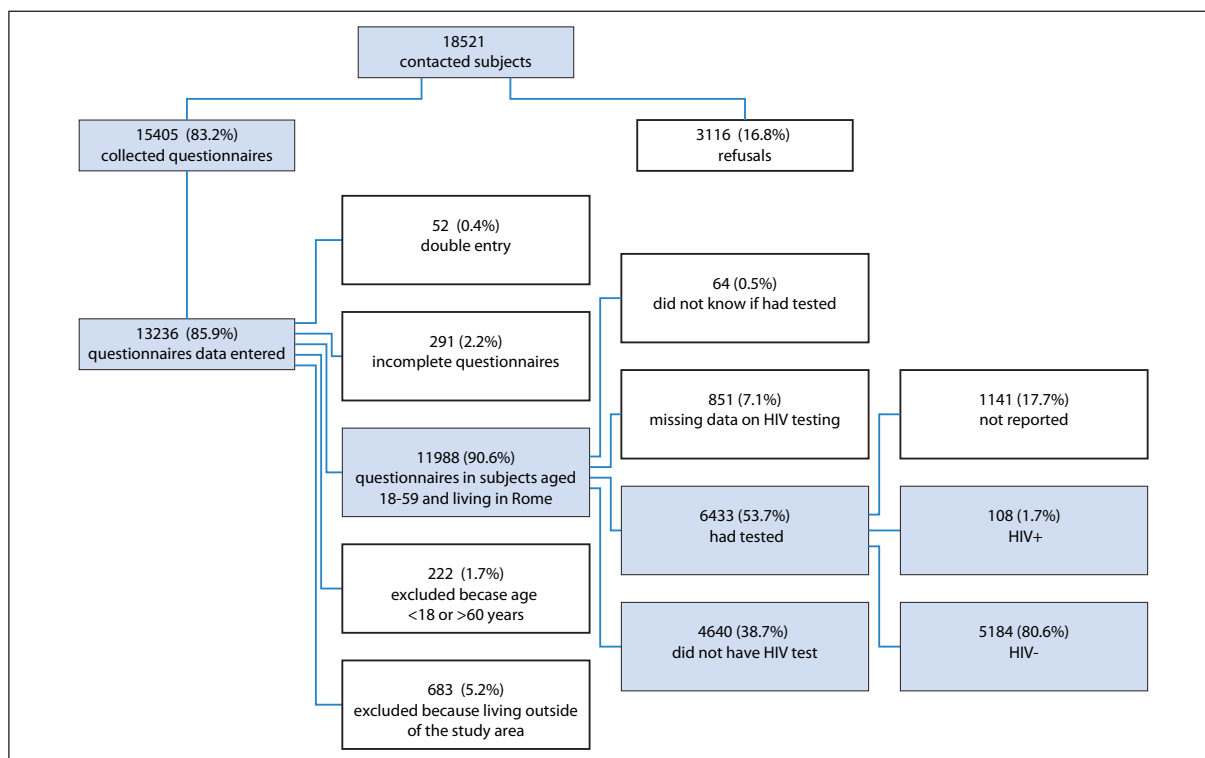 18521
contacted subjects
15405 (83.2%)
collected questionnaires
3116 (16.8%)
refusals
52 (0.4%)
double entry
64 (0.5%)
did not know if had tested
13236 (85.9%)
questionnaires data entered
291 (2.2%)
incomplete questionnaires
851 (7.1%)
missing data on HIV testing
1141 (17.7%)
not reported
11988 (90.6%)
questionnaires in subjects aged
18-59 and living in Rome
6433 (53.7%)
had tested
108 (1.7%)
HIV+
222 (1.7%)
excluded becase age
<18 or >60 years
4640 (38.7%)
did not have HIV test
5184 (80.6%)
HIV-
683 (5.2%)
excluded because living outside
of the study area